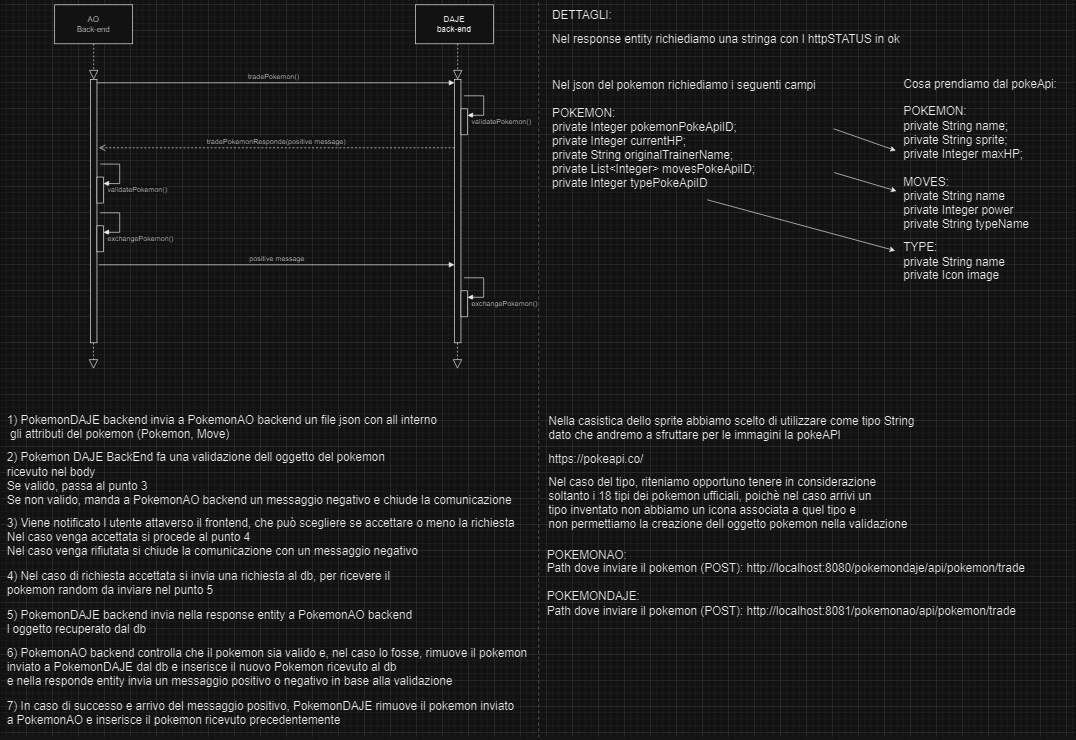 AO
Back-end
DAJE
back-end
tradePokemon()
validatePokemon()
tradePokemonResponde(positive message)
validatePokemon()
exchangePokemon()
positive message
exchangePokemon()
DETTAGLI:
Nel response entity richiediamo una stringa con l httpSTATUS in ok
Nel json del pokemon richiediamo i seguenti campi
POKEMON:
private Integer pokemonPokeApiID;
private Integer currentHP;
private String originalTrainerName;
private List<Integer> movesPokeApiID;
private Integer typePokeApiID
Cosa prendiamo dal pokeApi:
POKEMON:
private String name;
private String sprite;
private Integer maxHP;
MOVES:
private String name
private Integer power
private String typeName
TYPE:
private String name
private Icon image
1) PokemonDAJE backend invia a PokemonAO backend un file json con all interno
gli attributi del pokemon (Pokemon, Move)
2) Pokemon DAJE BackEnd fa una validazione dell oggetto del pokemon
ricevuto nel body
Se valido, passa al punto 3
Se non valido, manda a PokemonAO backend un messaggio negativo e chiude la comunicazione
3) Viene notificato l utente attaverso il frontend, che può scegliere se accettare o meno la richiesta
Nel caso venga accettata si procede al punto 4
Nel caso venga rifiutata si chiude la comunicazione con un messaggio negativo
4) Nel caso di richiesta accettata si invia una richiesta al db, per ricevere il
pokemon random da inviare nel punto 5
5) PokemonDAJE backend invia nella response entity a PokemonAO backend
l oggetto recuperato dal db
6) PokemonAO backend controlla che il pokemon sia valido e, nel caso lo fosse, rimuove il pokemon
inviato a PokemonDAJE dal db e inserisce il nuovo Pokemon ricevuto al db
e nella responde entity invia un messaggio positivo o negativo in base alla validazione
7) In caso di successo e arrivo del messaggio positivo, PokemonDAJE rimuove il pokemon inviato
a PokemonAO e inserisce il pokemon ricevuto precedentemente
Nella casistica dello sprite abbiamo scelto di utilizzare come tipo String
dato che andremo a sfruttare per le immagini la pokeAPI
https://pokeapi.co/
Nel caso del tipo, riteniamo opportuno tenere in considerazione
soltanto i 18 tipi dei pokemon ufficiali, poichè nel caso arrivi un
tipo inventato non abbiamo un icona associata a quel tipo e
non permettiamo la creazione dell oggetto pokemon nella validazione
POKEMONAO:
Path dove inviare il pokemon (POST): http://localhost:8080/pokemondaje/api/pokemon/trade
POKEMONDAJE:
Path dove inviare il pokemon (POST): http://localhost:8081/pokemonao/api/pokemon/trade